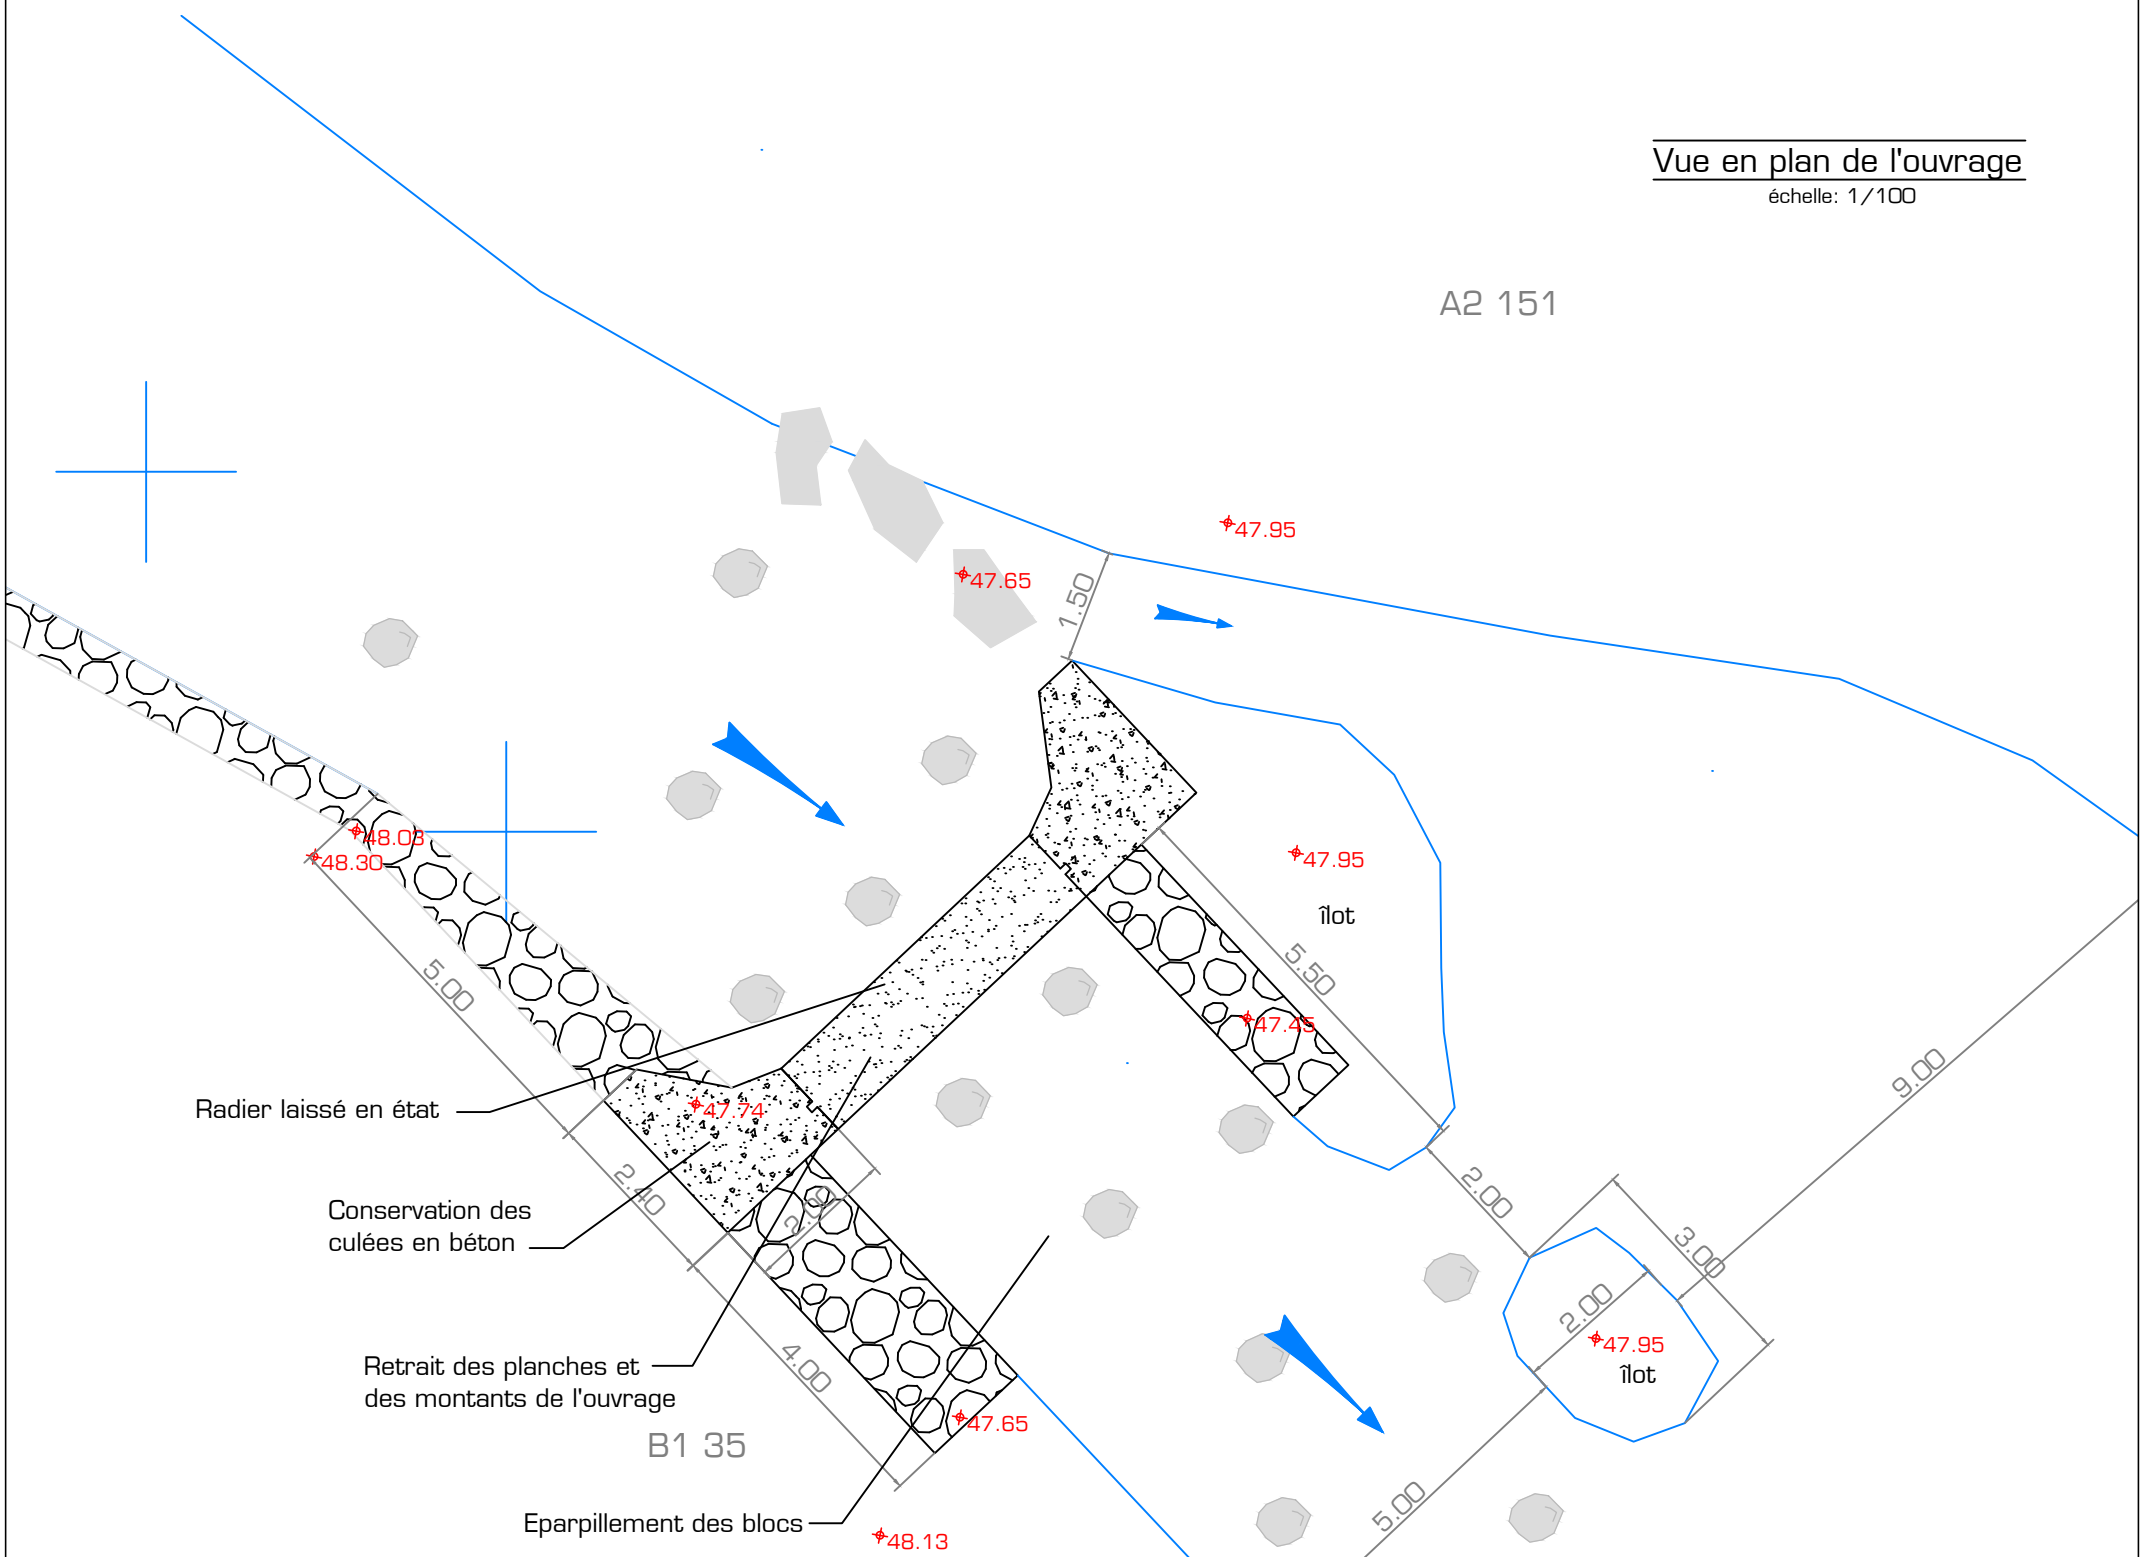 Vue en plan de l'ouvrage
échelle: 1/100
A2 151
47.95
47.65
1.50
48.03
48.30
47.95
îlot
5.00
5.50
47.45
9.00
Radier laissé en état
47.74
2.40
2.00
Conservation des
culées en béton
2.00
3.00
2.00
47.95
îlot
4.00
Retrait des planches et
des montants de l'ouvrage
47.65
B1 35
5.00
Eparpillement des blocs
48.13